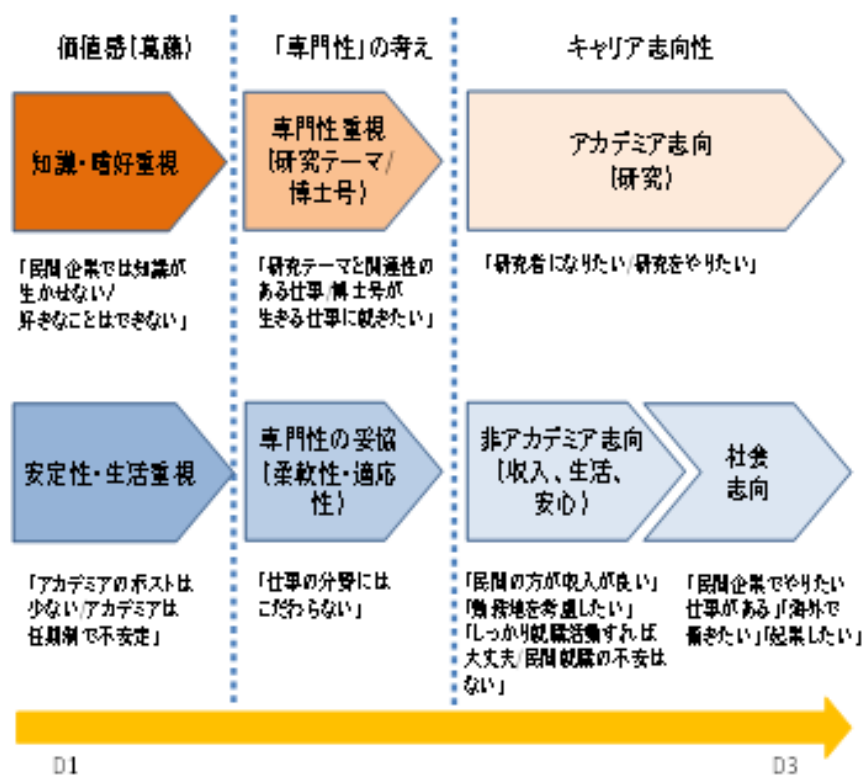 価値感(葛藤)
「専門性」の考え
キャリア志向性
知識・嗜好重視
専門性重視
(研究テーマ/
博士号)
アカデミア志向
(研究)
「民間企業では知識が
生かせない/
好きなことはできない」
「研究テーマと関連性の
ある仕事/博士号が
生きる仕事に就きたい」
「研究者になりたい/研究をやりたい」
安定性・生活重視
専門性の妥協
(柔軟性・適応
性)
非アカデミア志向
(収入、生活、
安心)
社会
志向
「アカデミアのポストは
少ない/アカデミアは
任期制で不安定」
「仕事の分野には
こだわらない」
「民間の方が収入が良い」
「勤務地を考慮したい」
「しっかり就職活動すれば
大丈夫/民間就職の不安は
ない」
「民間企業でやりたい
仕事がある」「海外で
働きたい」「起業したい」
D1
D3